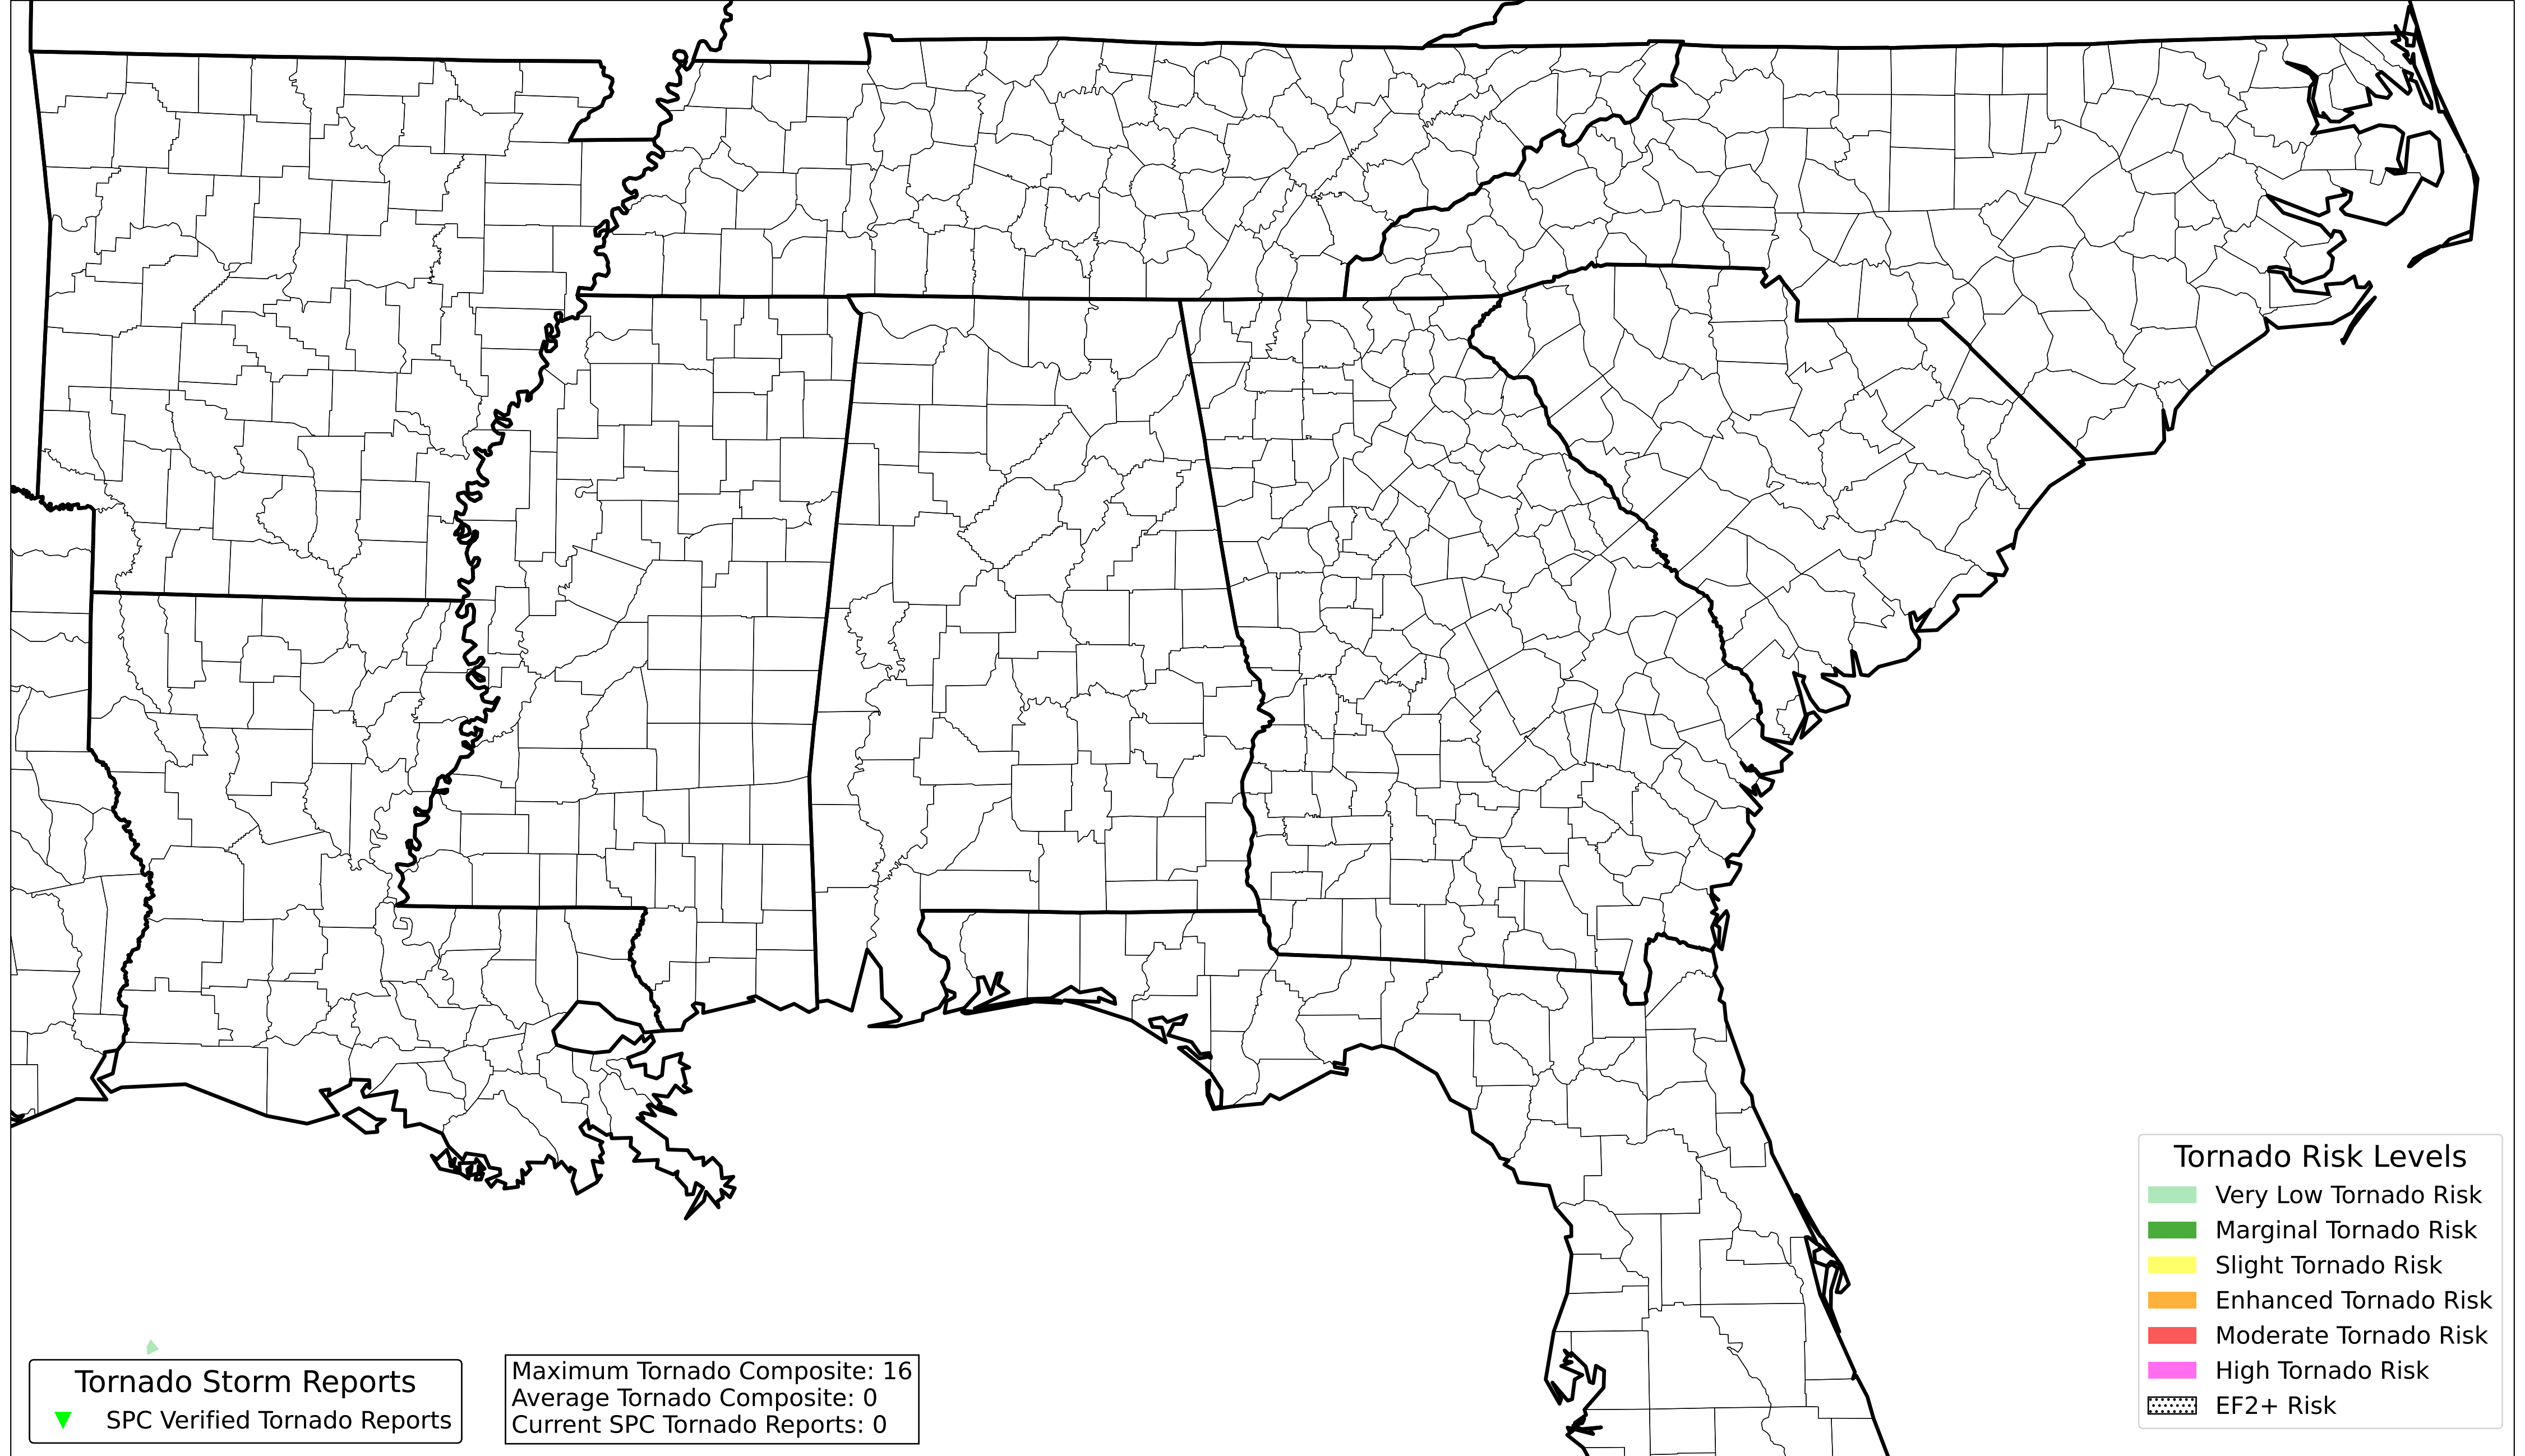 Tornado Risk Levels
Very Low Tornado Risk
Marginal Tornado Risk
Slight Tornado Risk
Enhanced Tornado Risk
Moderate Tornado Risk
High Tornado Risk
EF2+ Risk
Tornado Storm Reports
SPC Verified Tornado Reports
Maximum Tornado Composite: 16
Average Tornado Composite: 0
Current SPC Tornado Reports: 0